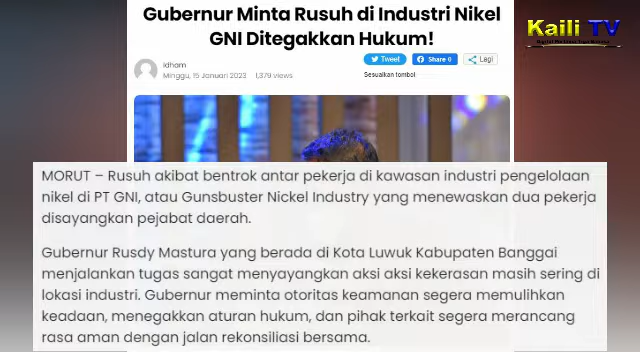 Gubernur Minta Rusuh di Industri Nikel
GNI Ditegakkan Hukum!
Kaili TV
Idham
Minggu, 15 Januari 2023 1,379 views
Tweet
Share 0
Lagi
Sesuaikan tombol
MORUT – Rusuh akibat bentrok antar pekerja di kawasan industri pengelolaan
nikel di PT GNI, atau Gunsbuster Nickel Industry yang menewaskan dua pekerja
disayangkan pejabat daerah.
Gubernur Rusdy Mastura yang berada di Kota Luwuk Kabupaten Banggai
menjalankan tugas sangat menyayangkan aksi aksi kekerasan masih sering di
lokasi industri. Gubernur meminta otoritas keamanan segera memulihkan
keadaan, menegakkan aturan hukum, dan pihak terkait segera merancang
rasa aman dengan jalan rekonsiliasi bersama.